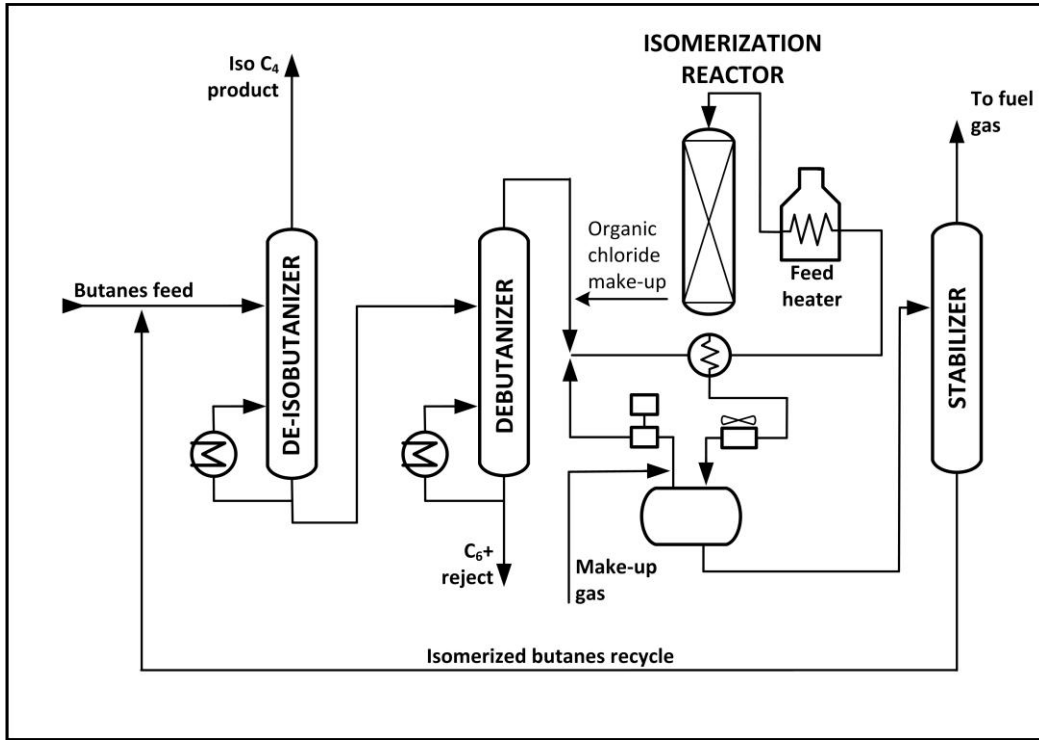 ISOMERIZATION
REACTOR
Iso C₄
product
To fuel
gas
Organic
chloride
make-up
Feed
heater
Butanes feed
DE-ISOBUTANIZER
DEBUTANIZER
STABILIZER
C₆+
reject
Make-up
gas
Isomerized butanes recycle